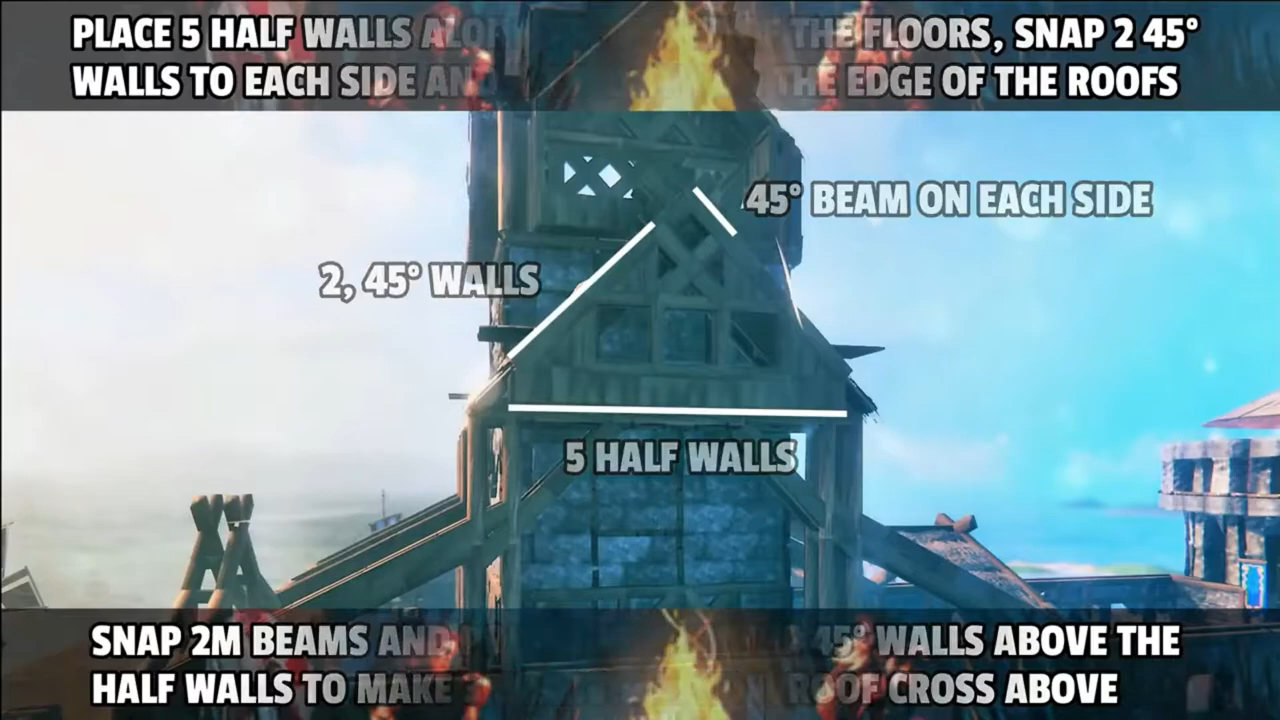 PLACE 5 HALF WALLS ALONG THE FLOORS, SNAP 2 45°
WALLS TO EACH SIDE AND THE EDGE OF THE ROOFS
45° BEAM ON EACH SIDE
2, 45° WALLS
5 HALF WALLS
SNAP 2M BEAMS AND 45° WALLS ABOVE THE
HALF WALLS TO MAKE ROOF CROSS ABOVE